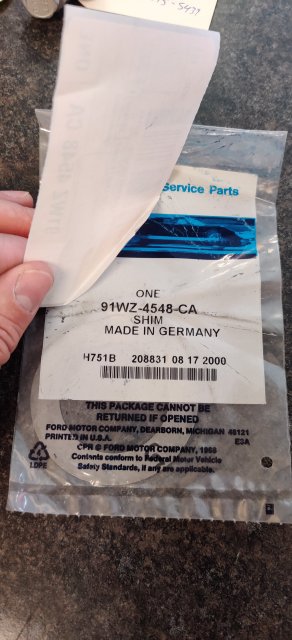 5477
Service Parts
ONE
91WZ-4548-CA
SHIM
MADE IN GERMANY
H751B 208831 08 17 2000
THIS PACKAGE CANNOT BE
RETURNED IF OPENED
FORD MOTOR COMPANY, DEARBORN, MICHIGAN 48121
PRINTED IN U.S.A. E3A
CPR © FORD MOTOR COMPANY, 1996
Contents conform to Federal Motor Vehicle
Safety Standards, if any are applicable.
LDPE